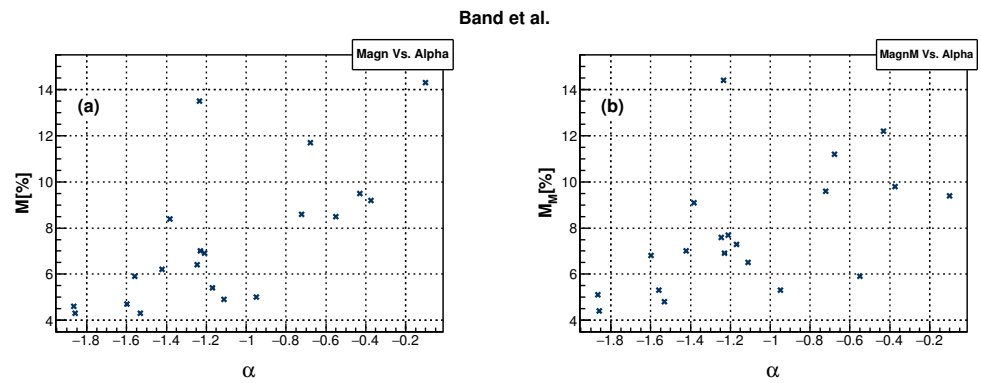 Band et al.
Magn Vs. Alpha
(a)
M[%]
14
12
10
8
6
4
−1.8 −1.6 −1.4 −1.2 −1 −0.8 −0.6 −0.4 −0.2
α
MagnM Vs. Alpha
(b)
M_M[%]
14
12
10
8
6
4
−1.8 −1.6 −1.4 −1.2 −1 −0.8 −0.6 −0.4 −0.2
α